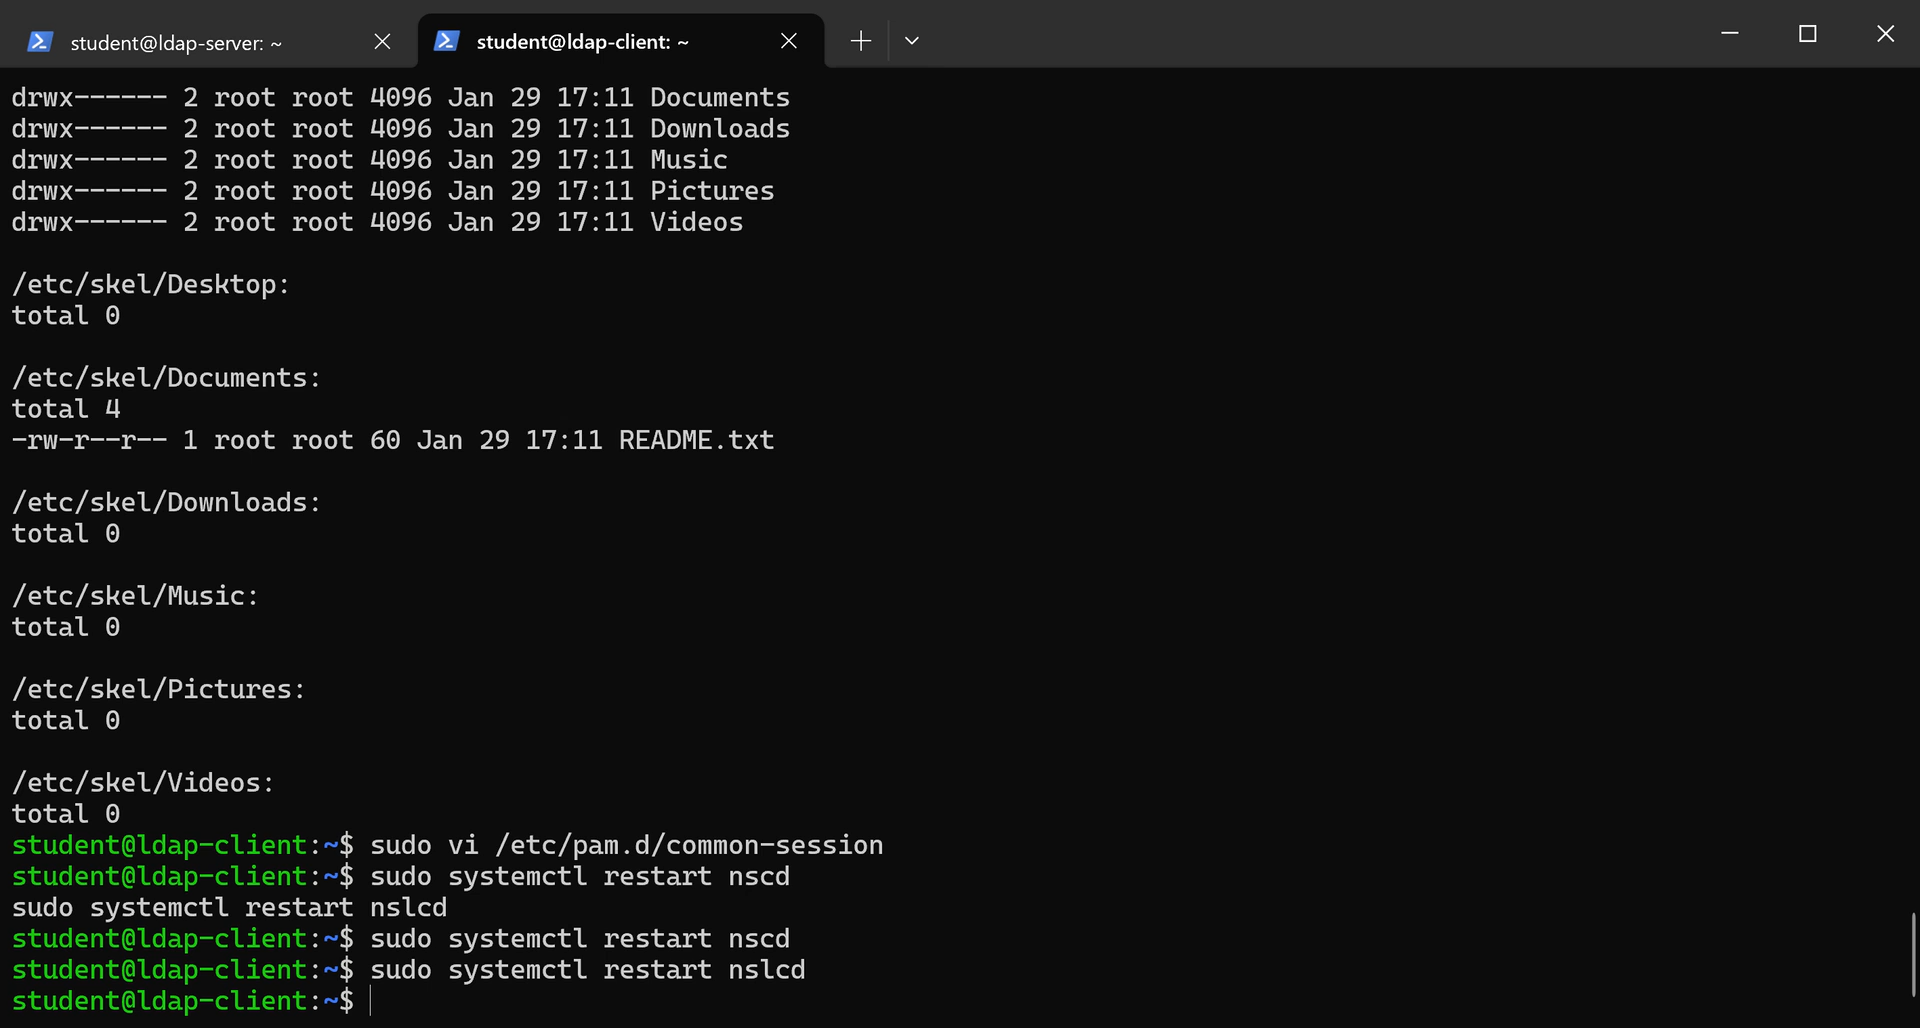 student@ldap-server: ~
student@ldap-client: ~
drwx------ 2 root root 4096 Jan 29 17:11 Documents
drwx------ 2 root root 4096 Jan 29 17:11 Downloads
drwx------ 2 root root 4096 Jan 29 17:11 Music
drwx------ 2 root root 4096 Jan 29 17:11 Pictures
drwx------ 2 root root 4096 Jan 29 17:11 Videos
/etc/skel/Desktop:
total 0
/etc/skel/Documents:
total 4
-rw-r--r-- 1 root root 60 Jan 29 17:11 README.txt
/etc/skel/Downloads:
total 0
/etc/skel/Music:
total 0
/etc/skel/Pictures:
total 0
/etc/skel/Videos:
total 0
student@ldap-client:~$ sudo vi /etc/pam.d/common-session
student@ldap-client:~$ sudo systemctl restart nscd
sudo systemctl restart nslcd
student@ldap-client:~$ sudo systemctl restart nscd
student@ldap-client:~$ sudo systemctl restart nslcd
student@ldap-client:~$